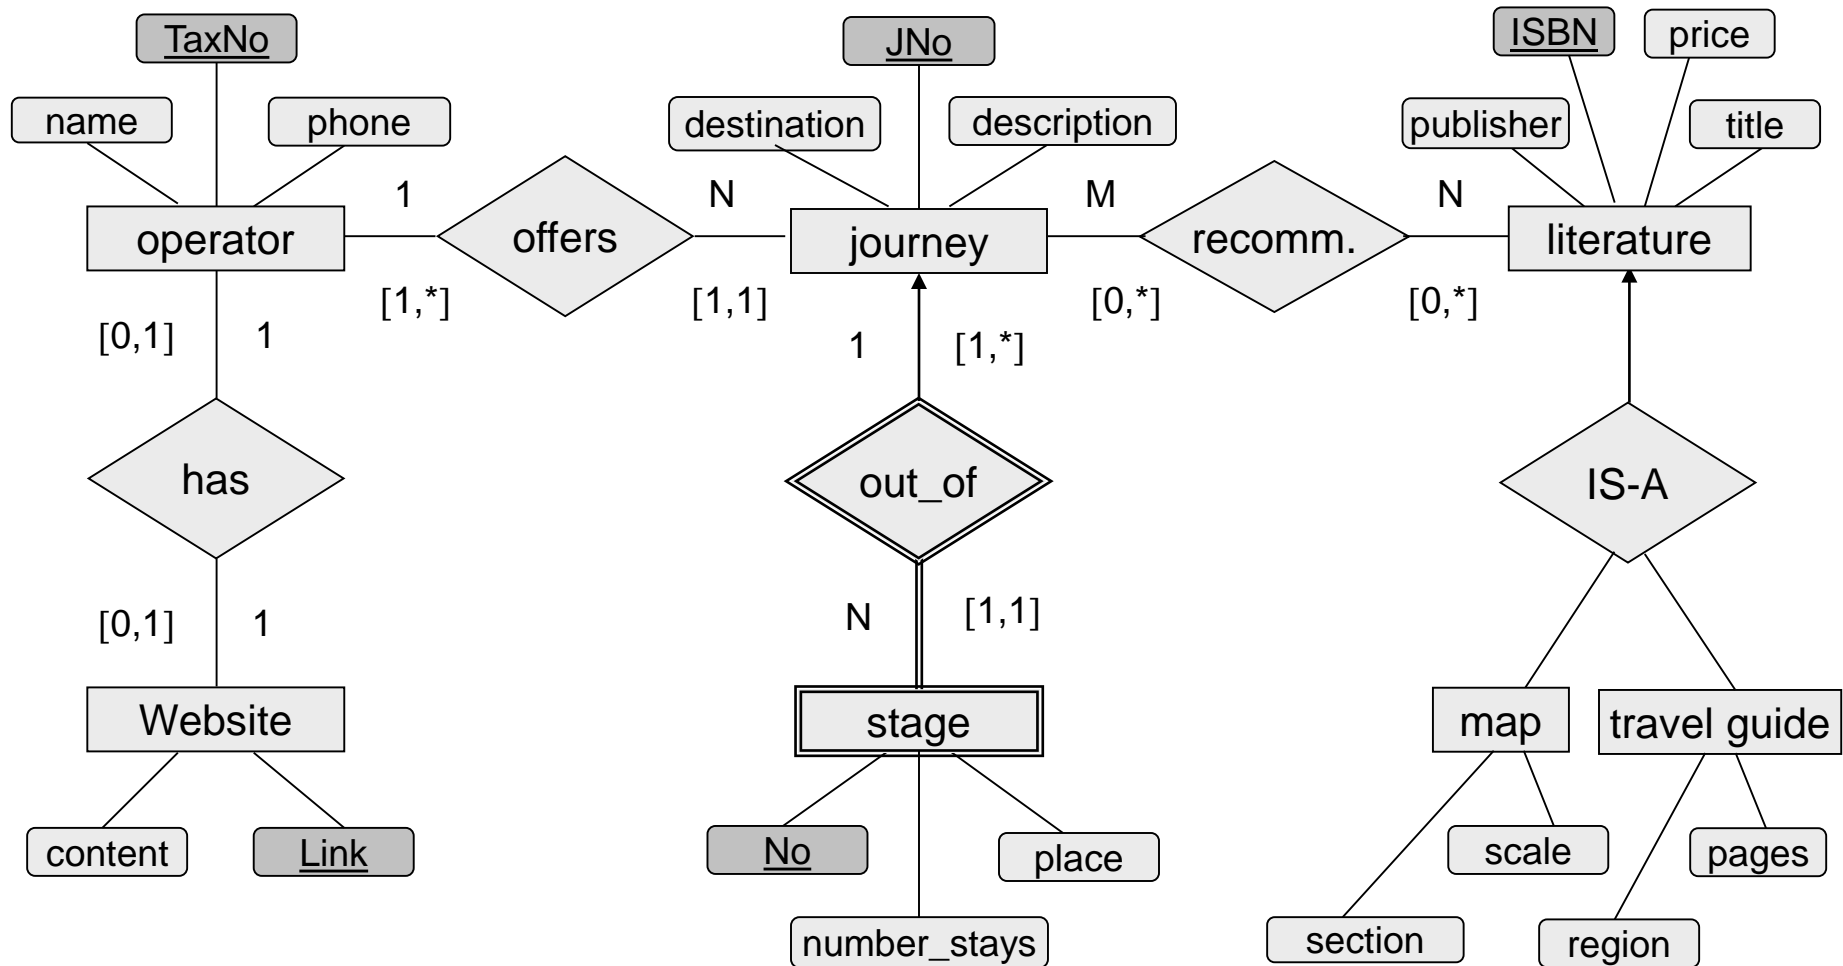 TaxNo
JNo
ISBN
price
name
phone
destination
description
publisher
title
1
N
M
N
operator
offers
journey
recomm.
literature
[1,*]
[1,1]
[0,*]
[0,*]
[0,1]
1
1
[1,*]
has
out_of
IS-A
[0,1]
1
N
[1,1]
Website
stage
map
travel guide
content
Link
No
place
scale
pages
number_stays
section
region